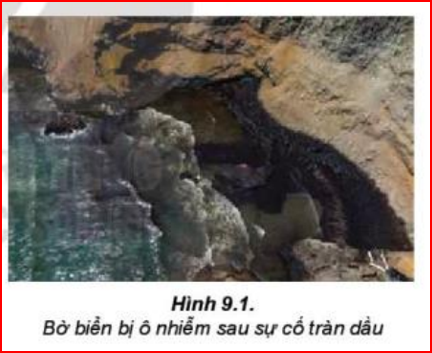 Hình 9.1.
Bờ biển bị ô nhiễm sau sự cố tràn dầu